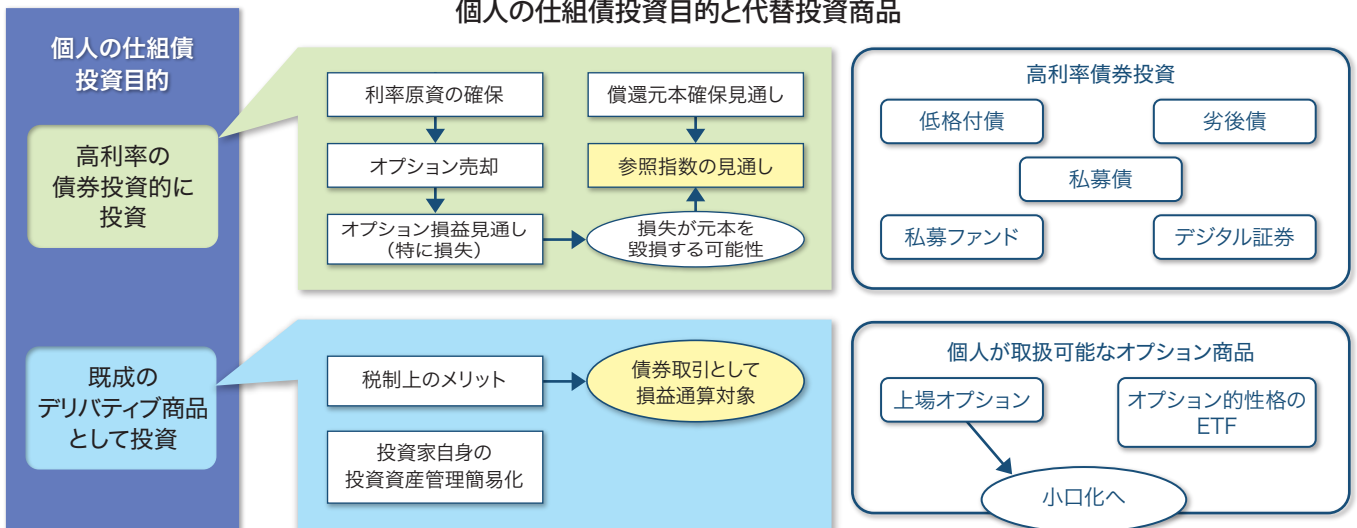 個人の仕組債投資目的と代替投資商品
個人の仕組債
投資目的
高利率の
債券投資的に
投資
利率原資の確保
オプション売却
オプション損益見通し
（特に損失）
償還元本確保見通し
参照指数の見通し
損失が元本を
毀損する可能性
高利率債券投資
低格付債
劣後債
私募債
私募ファンド
デジタル証券
既成の
デリバティブ商品
として投資
税制上のメリット
債券取引として
損益通算対象
投資家自身の
投資資産管理簡易化
個人が取扱可能なオプション商品
上場オプション
オプション的性格の
ETF
小口化へ